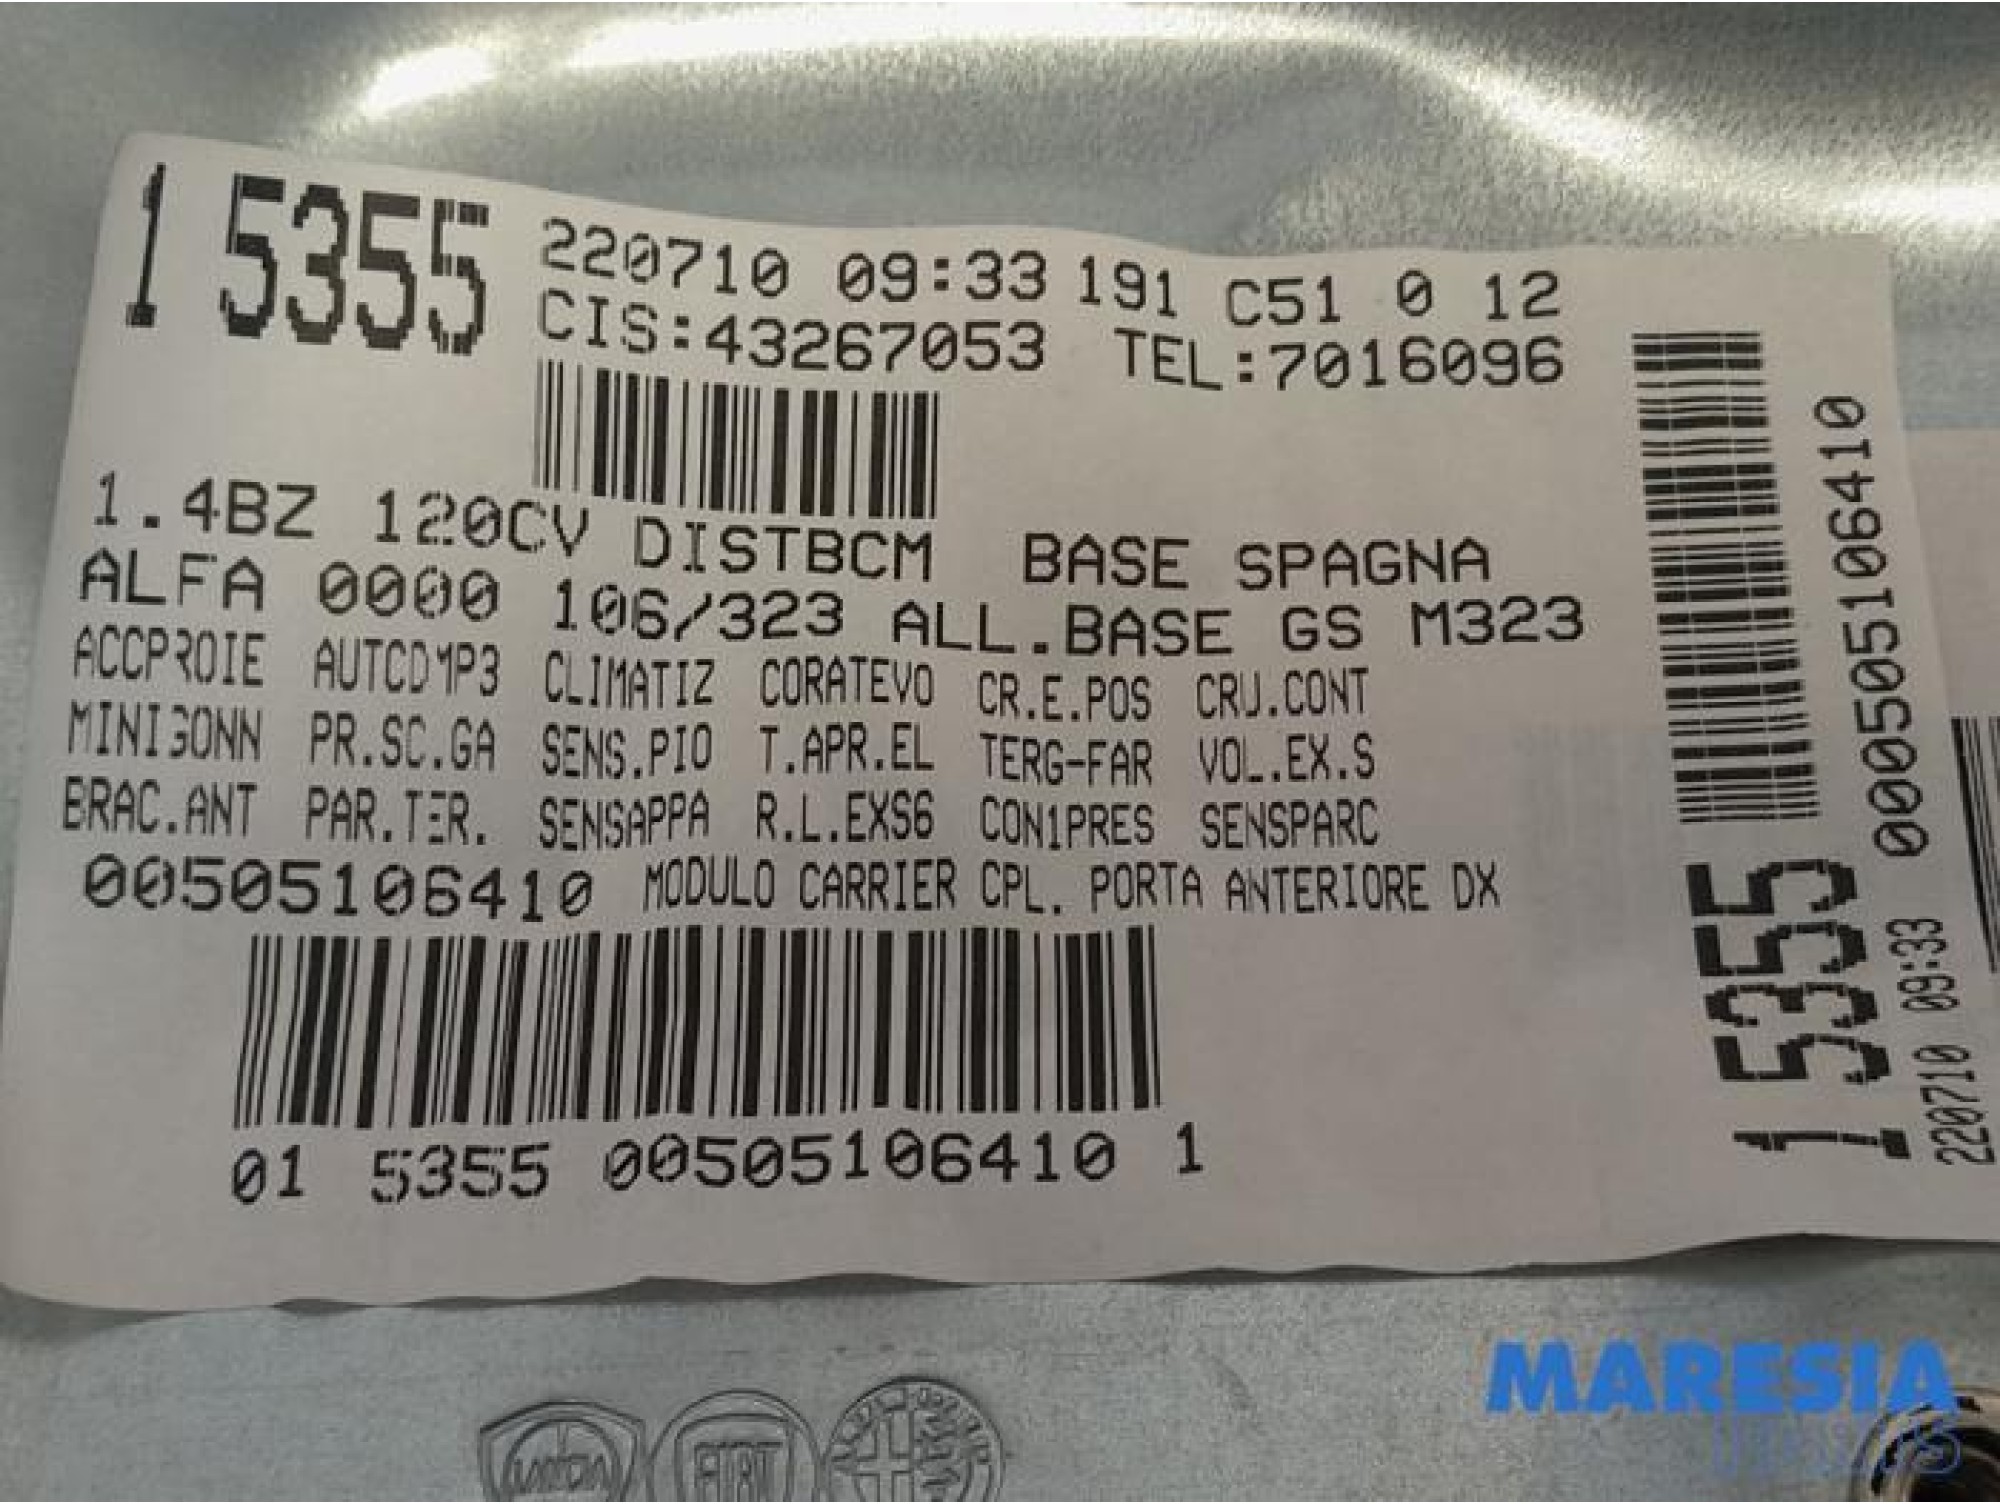 1 5355
220710 09:33 191 C51 0 12
CIS:43267053 TEL:7016096
1.4BZ 120CV DISTBCM BASE SPAGNA
ALFA 0000 106/323 ALL.BASE GS M323
ACCPROIE AUTCDMP3 CLIMATIZ CORATEVO CR.E.POS CRU.CONT
MINIGONN PR.SC.GA SENS.PIO T.APR.EL TERG-FAR VOL.EX.S
BRAC.ANT PAR.TER. SENSAPPA R.L.EXS6 CON1PRES SENSPARC
00505106410 MODULO CARRIER CPL. PORTA ANTERIORE DX
01 5355 00505106410 1
1 5355 00505106410
220710 09:33
LANCIA FIAT
MARESIA
PARTS